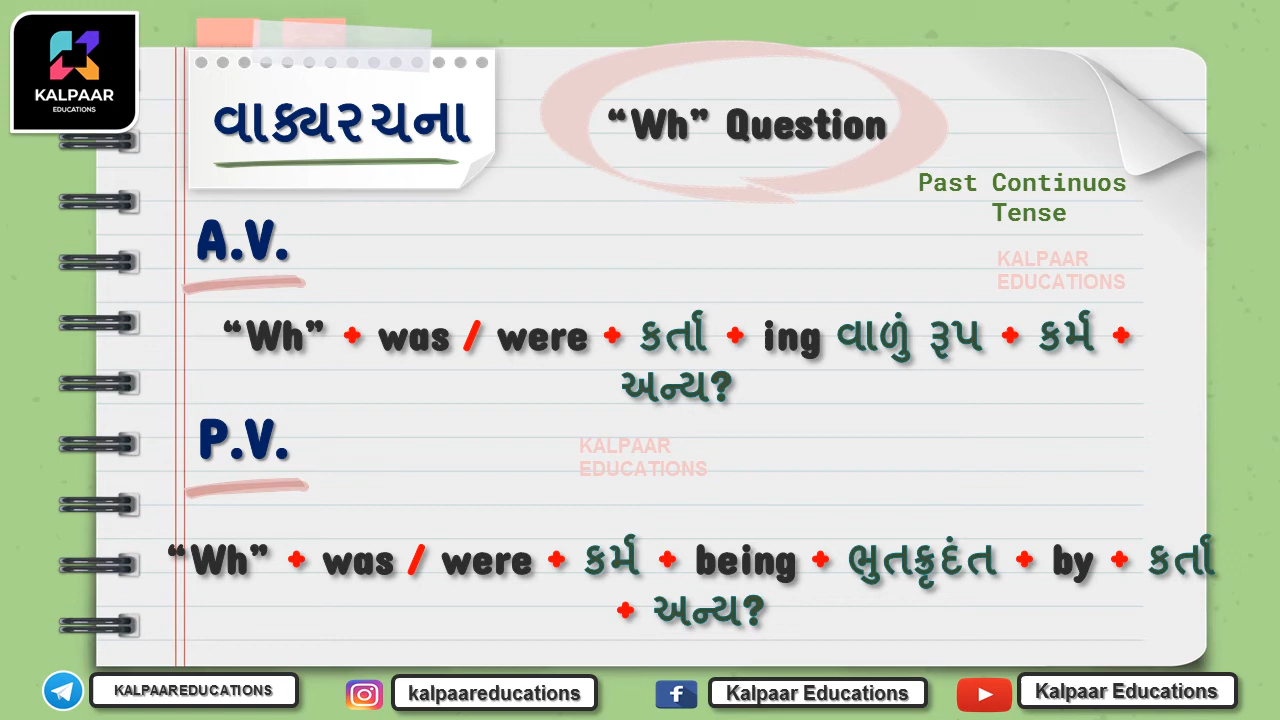 KALPAAR
EDUCATIONS
વાક્યરચના
“Wh” Question
Past Continuos
Tense
A.V.
KALPAAR
EDUCATIONS
“Wh” + was / were + કર્તા + ing વાળું રૂપ + કર્મ +
અન્ય?
P.V.
KALPAAR
EDUCATIONS
“Wh” + was / were + કર્મ + being + ભુતકૃદંત + by + કર્તા
+ અન્ય?
KALPAAREDUCATIONS
kalpaareducations
Kalpaar Educations
Kalpaar Educations